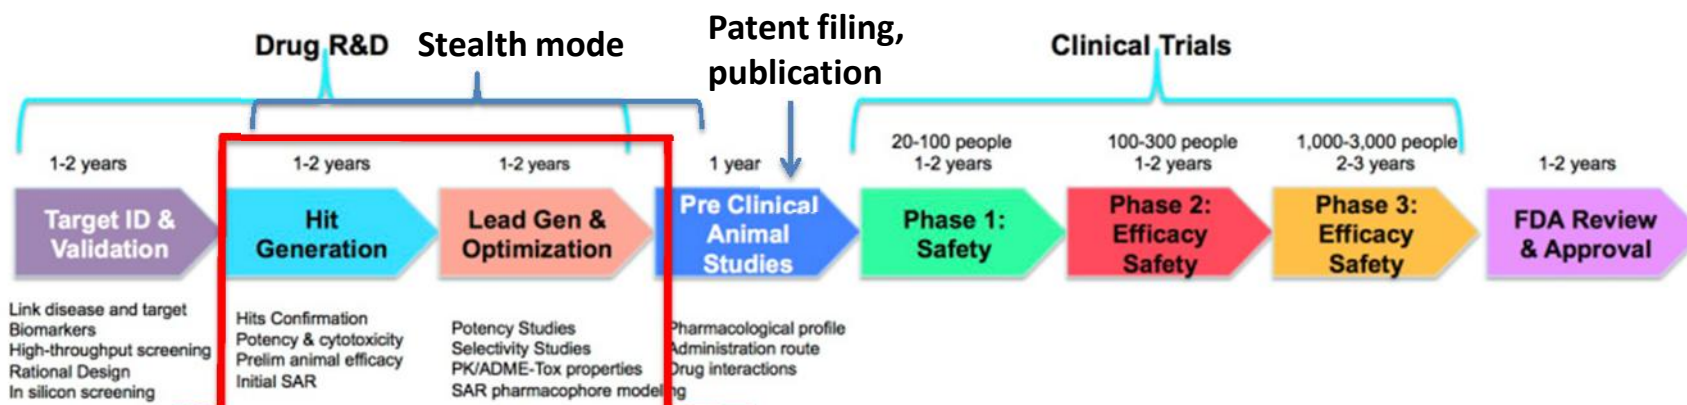 Drug R&D
Stealth mode
Patent filing,
publication
Clinical Trials
1-2 years
1-2 years
1-2 years
1 year
20-100 people
1-2 years
100-300 people
1-2 years
1,000-3,000 people
2-3 years
1-2 years
Target ID &
Validation
Hit
Generation
Lead Gen &
Optimization
Pre Clinical
Animal
Studies
Phase 1:
Safety
Phase 2:
Efficacy
Safety
Phase 3:
Efficacy
Safety
FDA Review
& Approval
Link disease and target
Biomarkers
High-throughput screening
Rational Design
In silicon screening
Hits Confirmation
Potency & cytotoxicity
Prelim animal efficacy
Initial SAR
Potency Studies
Selectivity Studies
PK/ADME-Tox properties
SAR pharmacophore modeling
Pharmacological profile
Administration route
Drug interactions